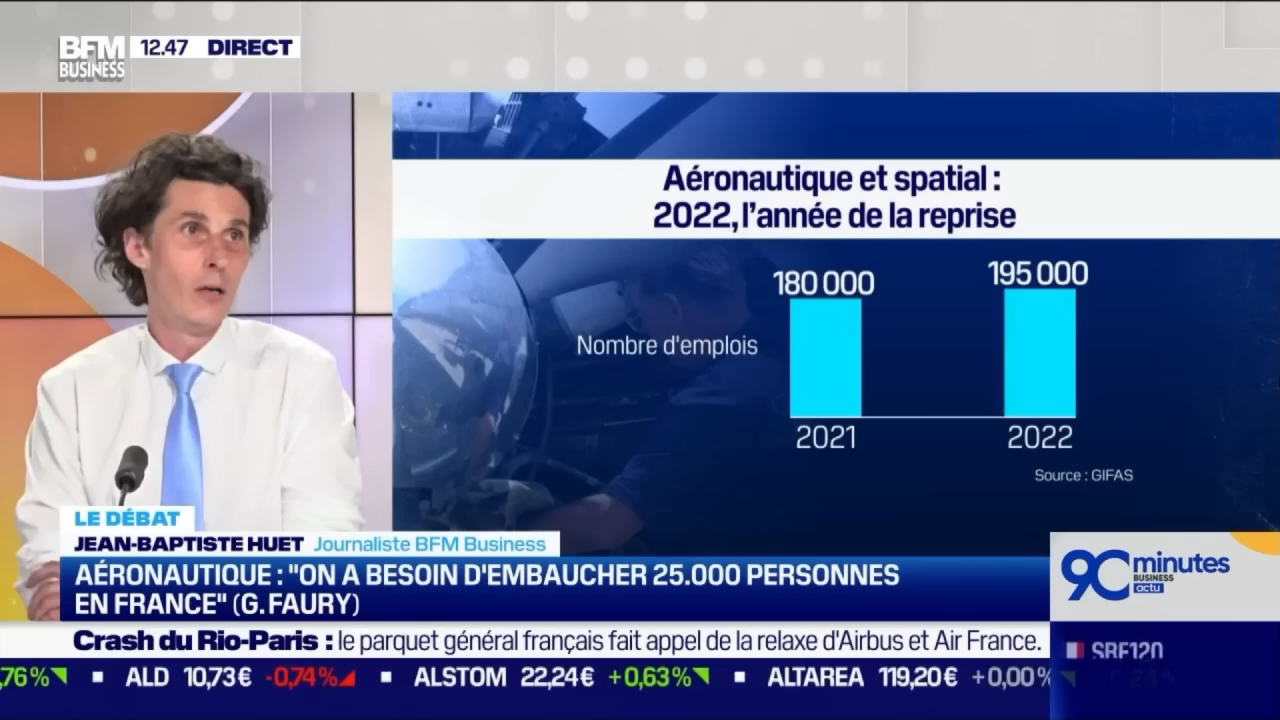 BFM
BUSINESS
12.47 DIRECT
Aéronautique et spatial :
2022, l'année de la reprise
180 000
195 000
Nombre d'emplois
2021
2022
Source : GIFAS
LE DÉBAT
JEAN-BAPTISTE HUET Journaliste BFM Business
AÉRONAUTIQUE : "ON A BESOIN D'EMBAUCHER 25.000 PERSONNES
EN FRANCE" (G. FAURY)
90 minutes
BUSINESS
actu
Crash du Rio-Paris : le parquet général français fait appel de la relaxe d'Airbus et Air France.
,76% ALD 10,73€ -0,74% ALSTOM 22,24€ +0,63% ALTAREA 119,20€ +0,00%